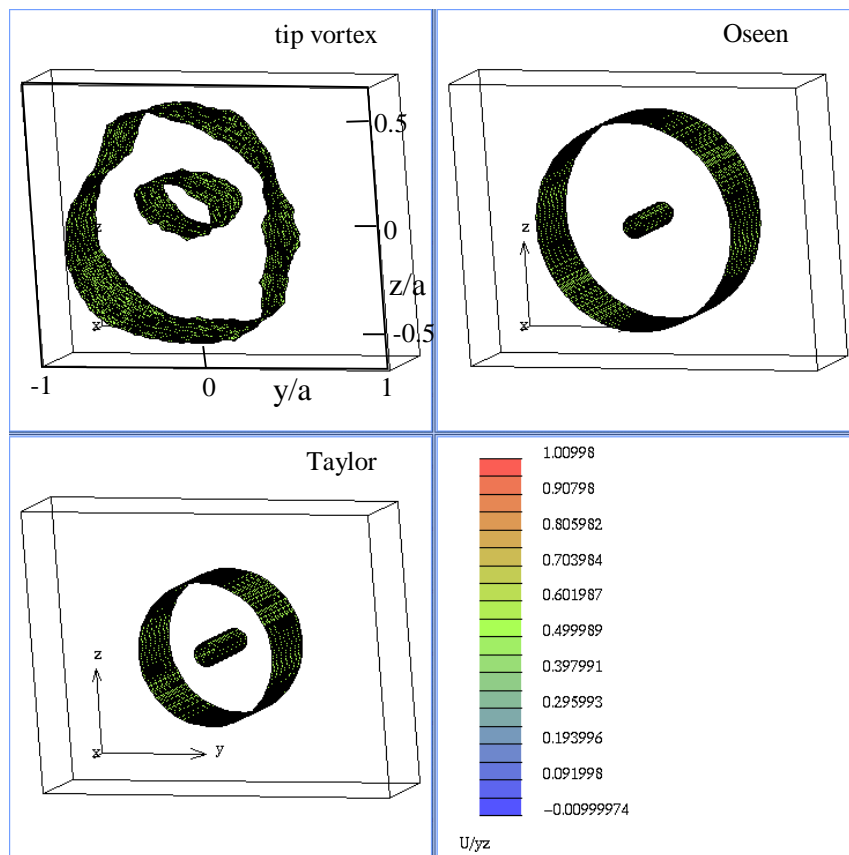 tip vortex
0.5
z
0
z/a
x
-0.5
-1
0
1
y/a
Oseen
z
x
Taylor
z
x
y
1.00998
0.90798
0.805982
0.703984
0.601987
0.499989
0.397991
0.295993
0.193996
0.091998
-0.00999974
U/yz